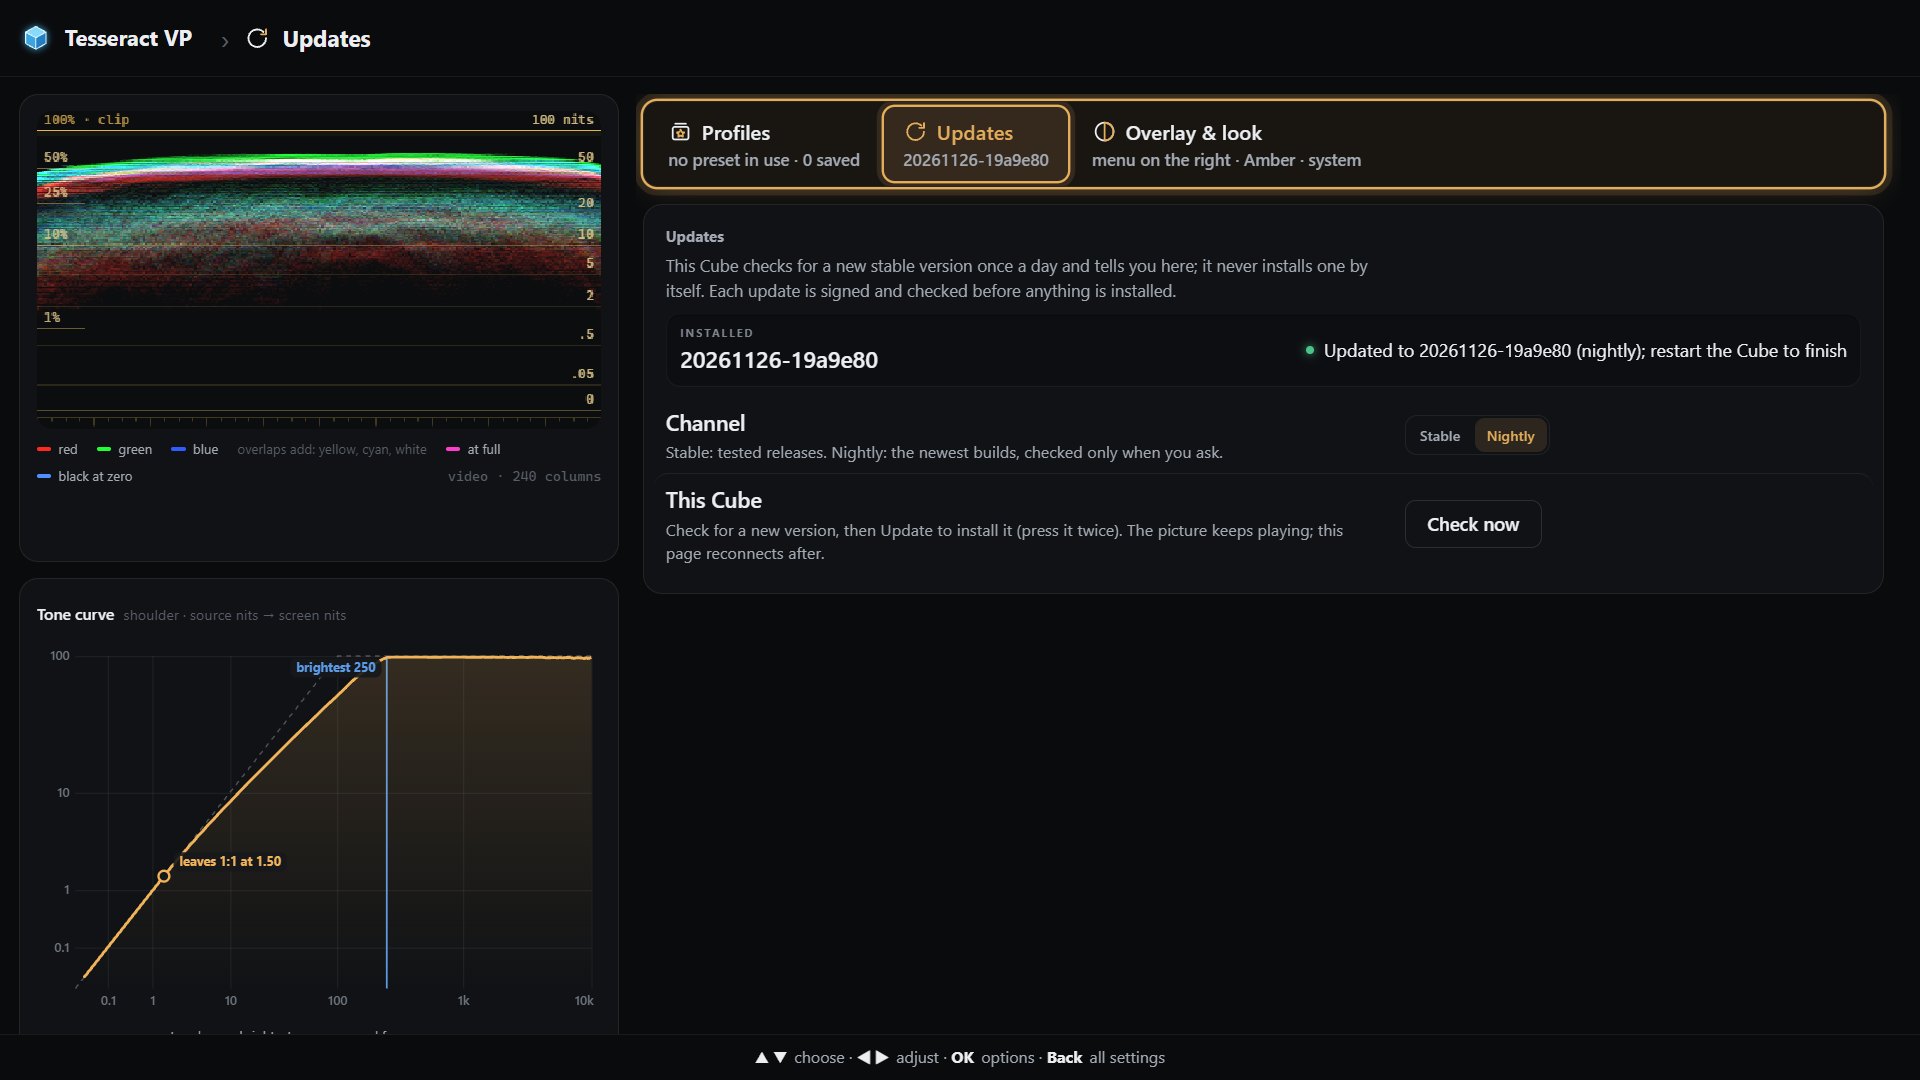 Tesseract VP › Updates
100% · clip 100 nits
50% 50
25%
20
10% 10
5
2
1%
.5
.05
0
red green blue overlaps add: yellow, cyan, white at full
black at zero video · 240 columns
Tone curve shoulder · source nits → screen nits
100
brightest 250
10
leaves 1:1 at 1.50
1
0.1
0.1 1 10 100 1k 10k
Profiles
no preset in use · 0 saved
Updates
20261126-19a9e80
Overlay & look
menu on the right · Amber · system
Updates
This Cube checks for a new stable version once a day and tells you here; it never installs one by
itself. Each update is signed and checked before anything is installed.
INSTALLED
20261126-19a9e80
Updated to 20261126-19a9e80 (nightly); restart the Cube to finish
Channel
Stable: tested releases. Nightly: the newest builds, checked only when you ask.
Stable Nightly
This Cube
Check for a new version, then Update to install it (press it twice). The picture keeps playing; this
page reconnects after.
Check now
▲▼ choose · ◀▶ adjust · OK options · Back all settings